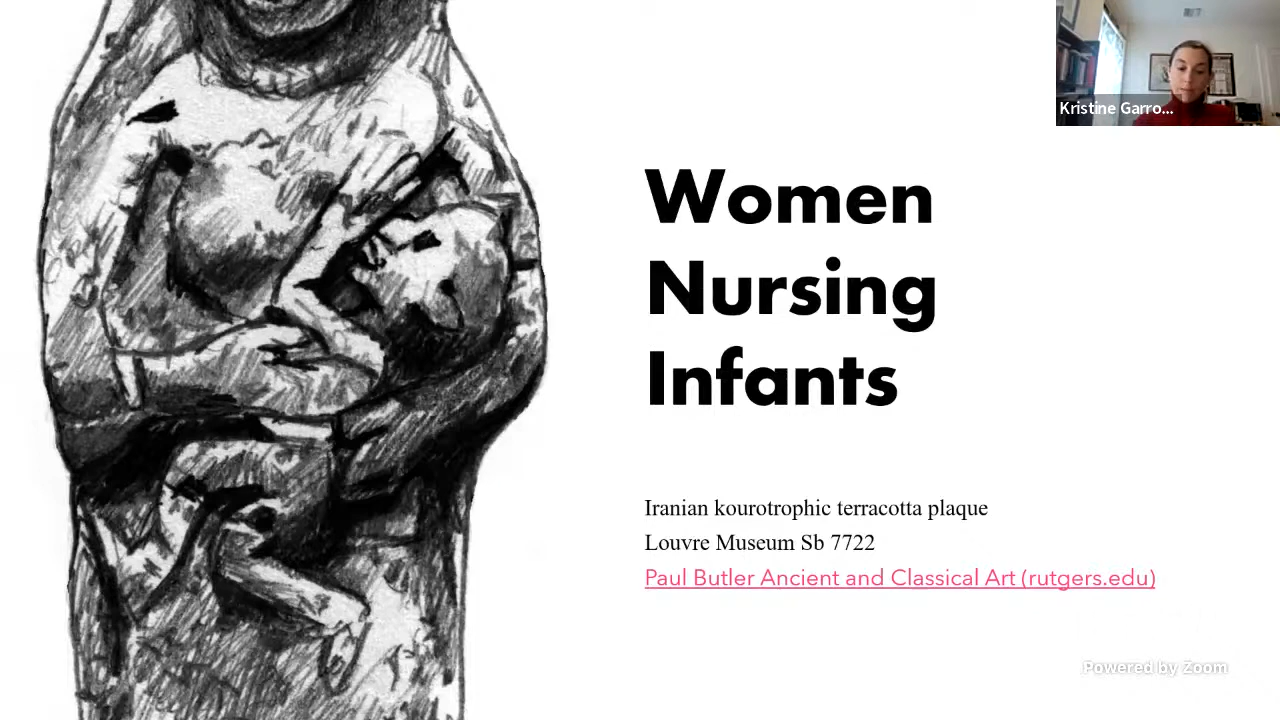 Kristine Garro...
Women
Nursing
Infants
Iranian kourotrophic terracotta plaque
Louvre Museum Sb 7722
Paul Butler Ancient and Classical Art (rutgers.edu)
Powered by Zoom